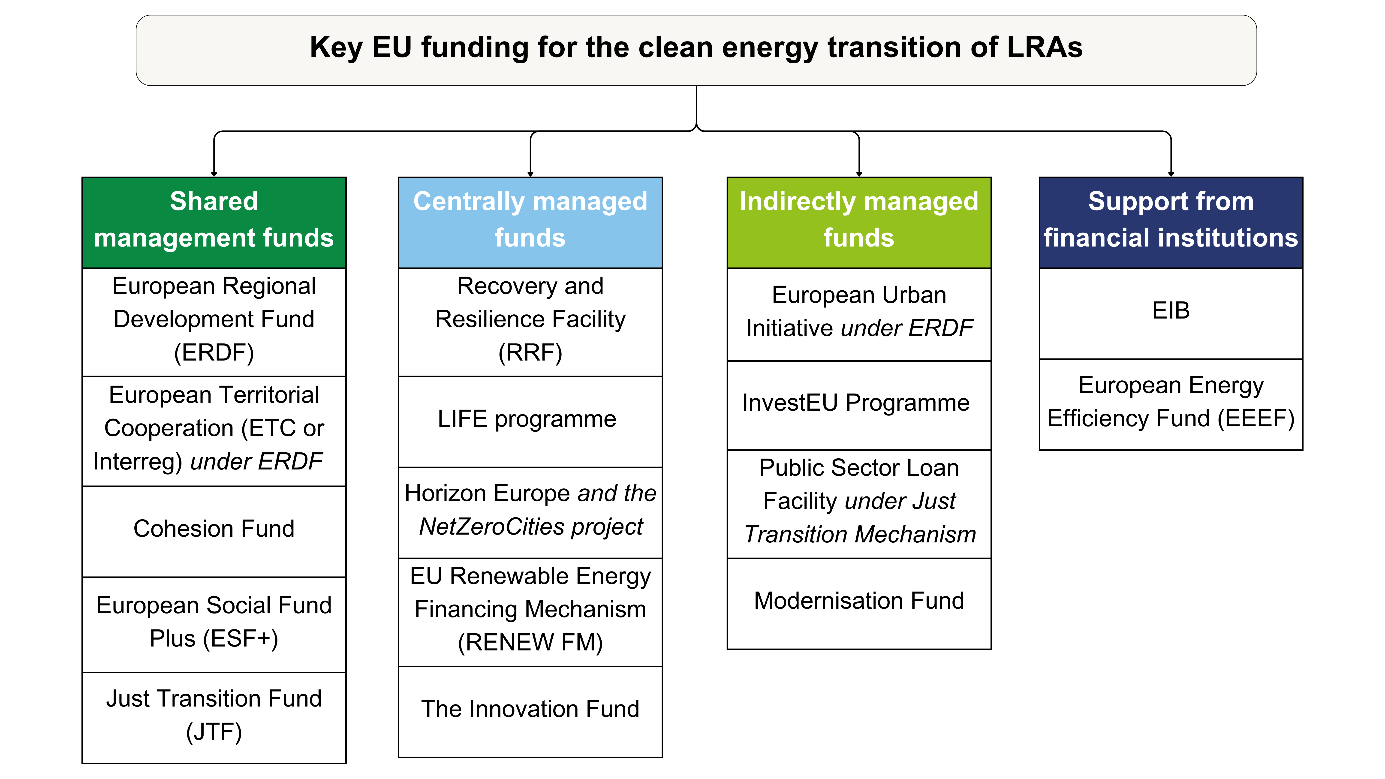 Key EU funding for the clean energy transition of LRAs
Shared
management funds
European Regional
Development Fund
(ERDF)
European Territorial
Cooperation (ETC or
Interreg) under ERDF
Cohesion Fund
European Social Fund
Plus (ESF+)
Just Transition Fund
(JTF)
Centrally managed
funds
Recovery and
Resilience Facility
(RRF)
LIFE programme
Horizon Europe and the
NetZeroCities project
EU Renewable Energy
Financing Mechanism
(RENEW FM)
The Innovation Fund
Indirectly managed
funds
European Urban
Initiative under ERDF
InvestEU Programme
Public Sector Loan
Facility under Just
Transition Mechanism
Modernisation Fund
Support from
financial institutions
EIB
European Energy
Efficiency Fund (EEEF)